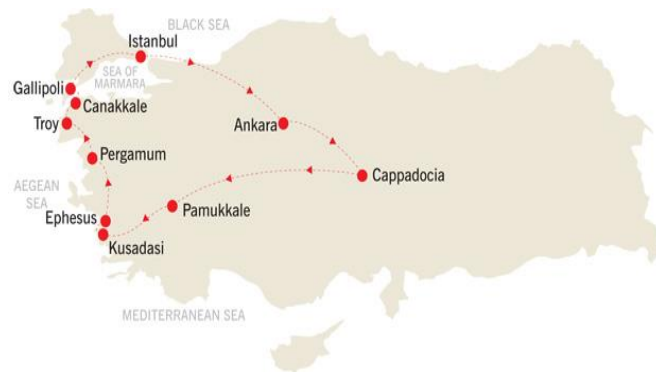 BLACK SEA
Istanbul
SEA OF
MARMARA
Gallipoli
Canakkale
Troy
Ankara
Pergamum
Cappadocia
AEGEAN
SEA
Ephesus
Pamukkale
Kusadasi
MEDITERRANEAN SEA